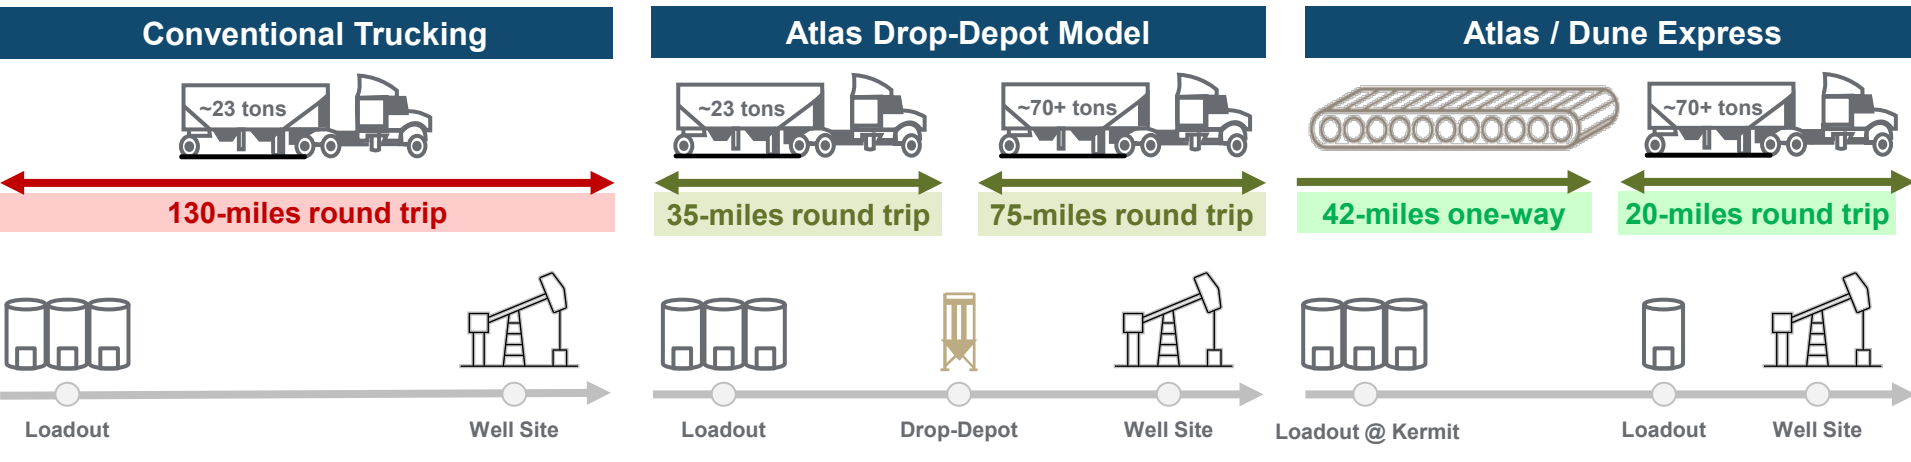 Conventional Trucking
~23 tons
130-miles round trip
Loadout
Well Site
Atlas Drop-Depot Model
~23 tons
~70+ tons
35-miles round trip
75-miles round trip
Loadout
Drop-Depot
Well Site
Atlas / Dune Express
~70+ tons
42-miles one-way
20-miles round trip
Loadout @ Kermit
Loadout
Well Site